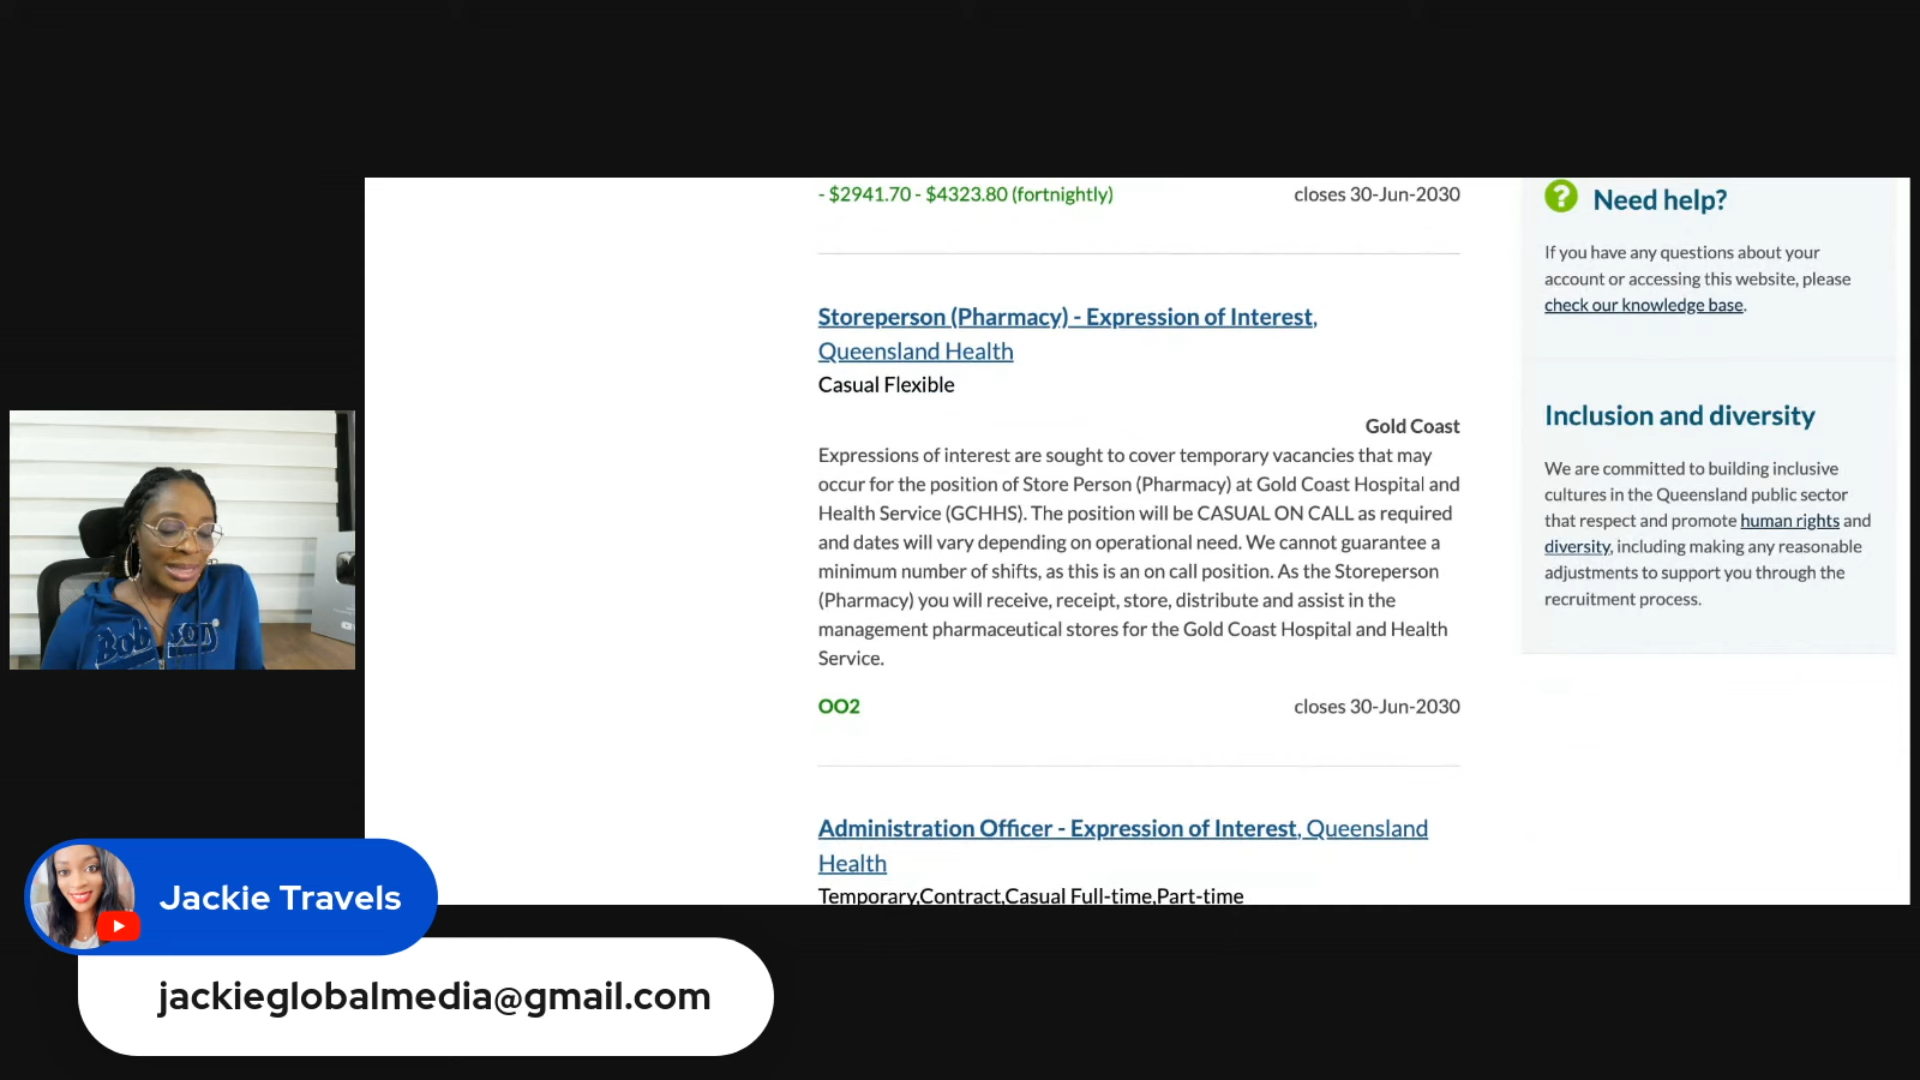 - $2941.70 - $4323.80 (fortnightly)
closes 30-Jun-2030
Storeperson (Pharmacy) - Expression of Interest,
Queensland Health
Casual Flexible
Gold Coast
Expressions of interest are sought to cover temporary vacancies that may
occur for the position of Store Person (Pharmacy) at Gold Coast Hospital and
Health Service (GCHHS). The position will be CASUAL ON CALL as required
and dates will vary depending on operational need. We cannot guarantee a
minimum number of shifts, as this is an on call position. As the Storeperson
(Pharmacy) you will receive, receipt, store, distribute and assist in the
management pharmaceutical stores for the Gold Coast Hospital and Health
Service.
OO2
closes 30-Jun-2030
Administration Officer - Expression of Interest, Queensland
Health
Temporary,Contract,Casual Full-time,Part-time
Need help?
If you have any questions about your
account or accessing this website, please
check our knowledge base.
Inclusion and diversity
We are committed to building inclusive
cultures in the Queensland public sector
that respect and promote human rights and
diversity, including making any reasonable
adjustments to support you through the
recruitment process.
Jackie Travels
jackieglobalmedia@gmail.com